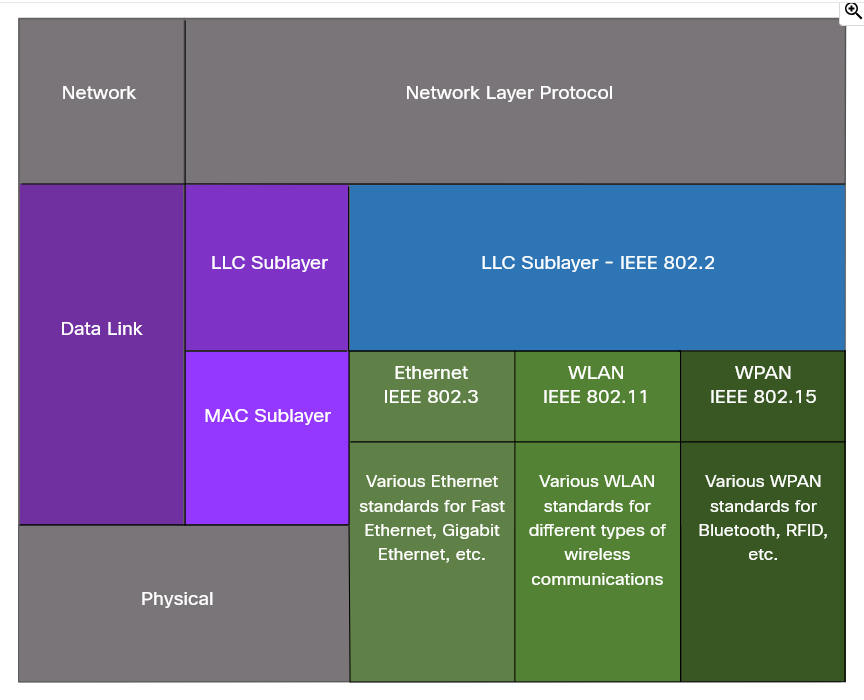 Network
Network Layer Protocol
Data Link
LLC Sublayer
LLC Sublayer - IEEE 802.2
MAC Sublayer
Ethernet
IEEE 802.3
WLAN
IEEE 802.11
WPAN
IEEE 802.15
Various Ethernet
standards for Fast
Ethernet, Gigabit
Ethernet, etc.
Various WLAN
standards for
different types of
wireless
communications
Various WPAN
standards for
Bluetooth, RFID,
etc.
Physical